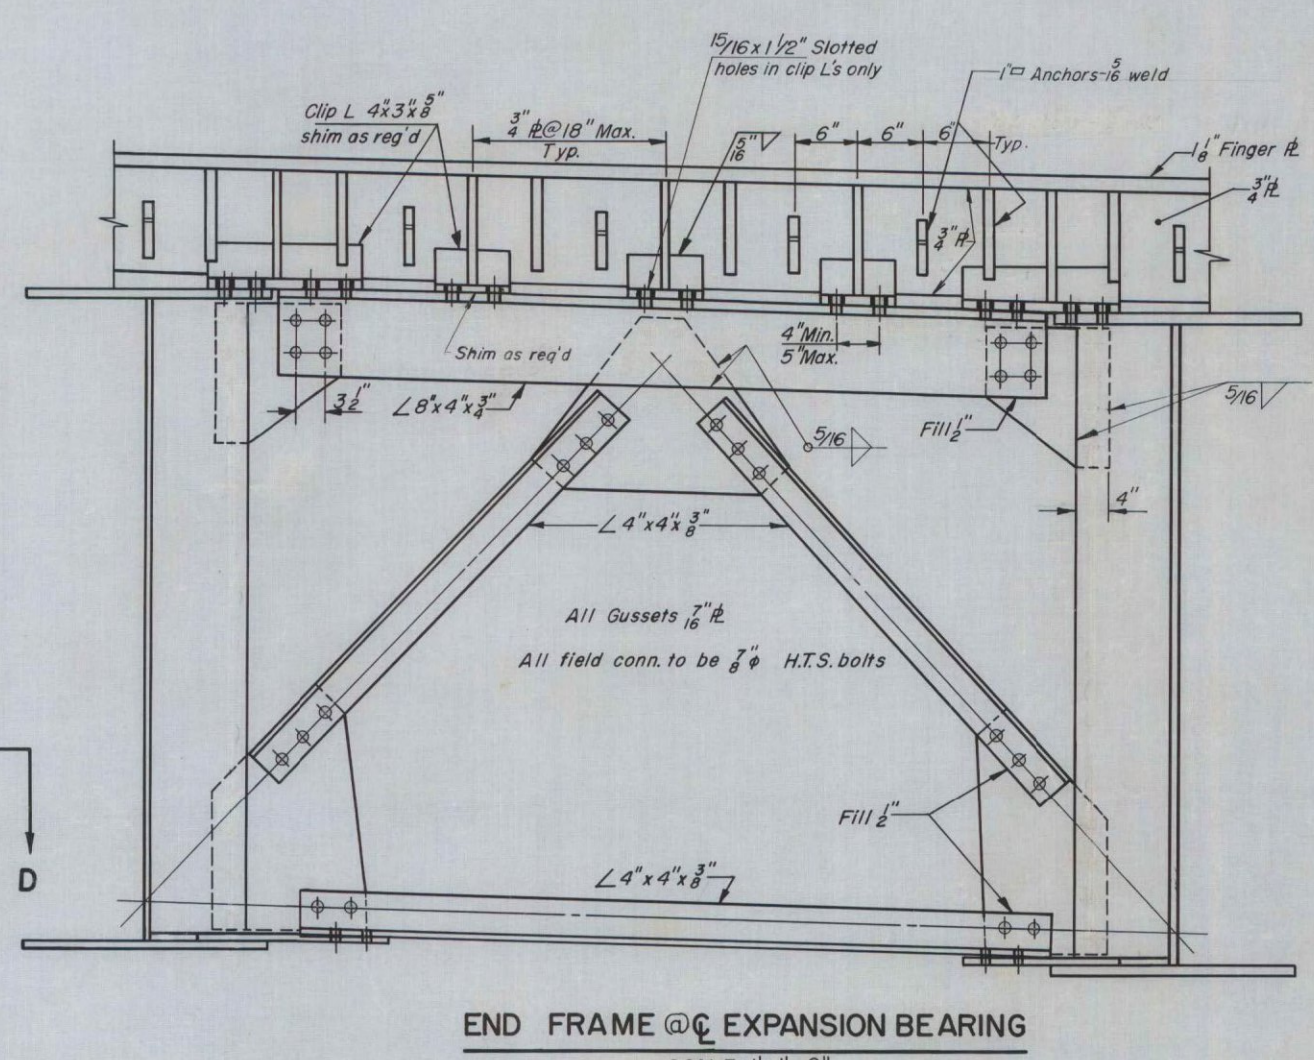 15/16 x 1 1/2" Slotted
holes in clip L's only
1"▭ Anchors-5/16 weld
Clip L 4"x3"x5/8"
shim as req'd
3/4" ℄@18" Max.
Typ.
5/16"
6" 6" 6" Typ.
1 1/8" Finger ℄
3/4" ℄
3/4" ℄
Shim as req'd
4" Min.
5" Max.
3 1/2"
∠8"x4"x3/4"
Fill 1/2"
5/16
5/16
4"
∠4"x4"x3/8"
All Gussets 7/16" ℄
All field conn. to be 7/8" φ H.T.S. bolts
Fill 1/2"
D
∠4"x4"x3/8"
END FRAME @ ℄ EXPANSION BEARING